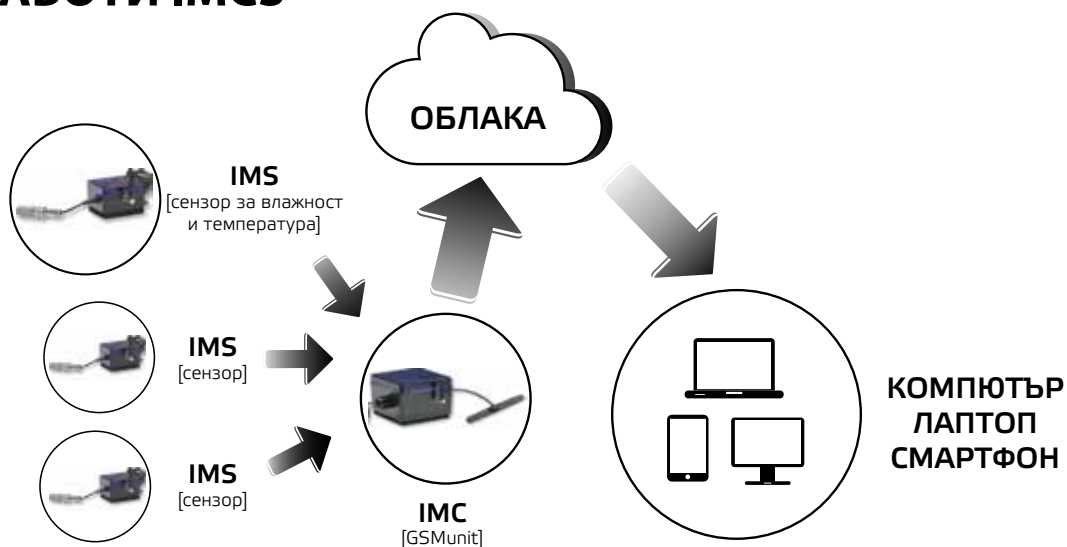 ОБЛАКА
IMS
[сензор за влажност
и температура]
IMS
[сензор]
IMS
[сензор]
IMC
[GSMunit]
КОМПЮТЪР
ЛАПТОП
СМАРТФОН